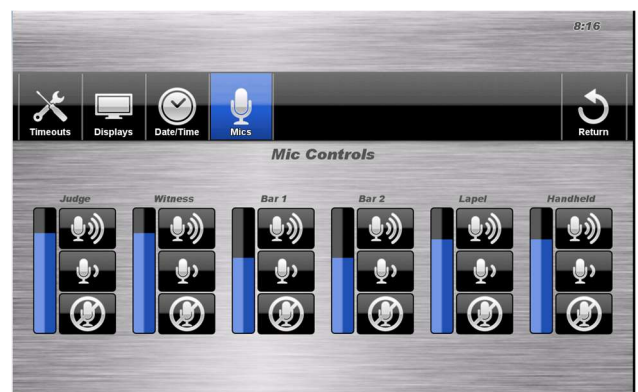 8:16
Timeouts Displays Date/Time Mics Return
Mic Controls
Judge Witness Bar 1 Bar 2 Lapel Handheld